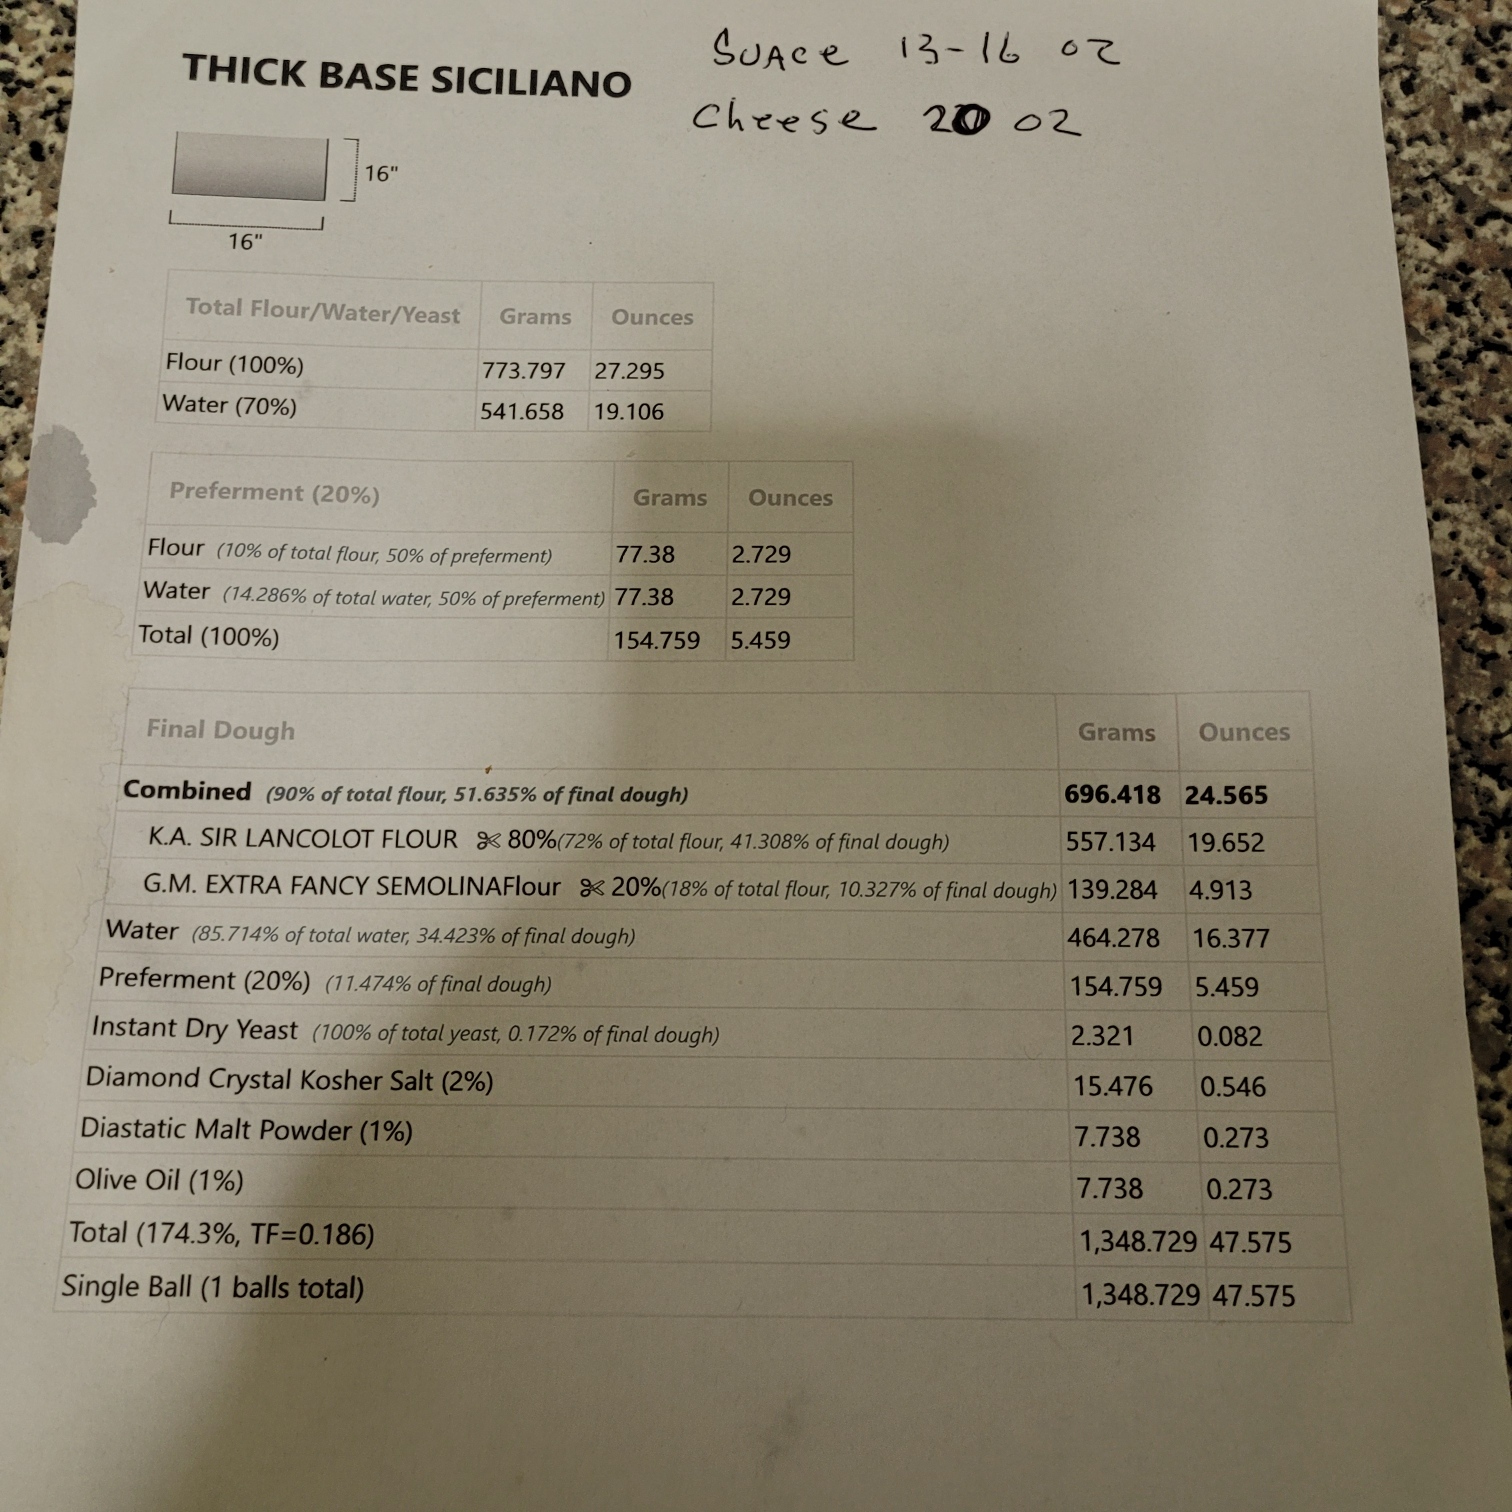 THICK BASE SICILIANO
Suace 13-16 oz
Cheese 20 oz
16"
16"
Total Flour/Water/Yeast Grams Ounces
Flour (100%) 773.797 27.295
Water (70%) 541.658 19.106
Preferment (20%) Grams Ounces
Flour (10% of total flour, 50% of preferment) 77.38 2.729
Water (14.286% of total water, 50% of preferment) 77.38 2.729
Total (100%) 154.759 5.459
Final Dough Grams Ounces
Combined (90% of total flour, 51.635% of final dough) 696.418 24.565
K.A. SIR LANCOLOT FLOUR ✂ 80%(72% of total flour, 41.308% of final dough) 557.134 19.652
G.M. EXTRA FANCY SEMOLINAFlour ✂ 20%(18% of total flour, 10.327% of final dough) 139.284 4.913
Water (85.714% of total water, 34.423% of final dough) 464.278 16.377
Preferment (20%) (11.474% of final dough) 154.759 5.459
Instant Dry Yeast (100% of total yeast, 0.172% of final dough) 2.321 0.082
Diamond Crystal Kosher Salt (2%) 15.476 0.546
Diastatic Malt Powder (1%) 7.738 0.273
Olive Oil (1%) 7.738 0.273
Total (174.3%, TF=0.186) 1,348.729 47.575
Single Ball (1 balls total) 1,348.729 47.575